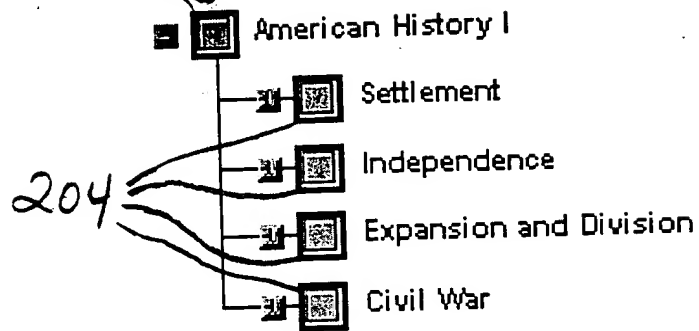 American History I
Settlement
Independence
204
Expansion and Division
Civil War